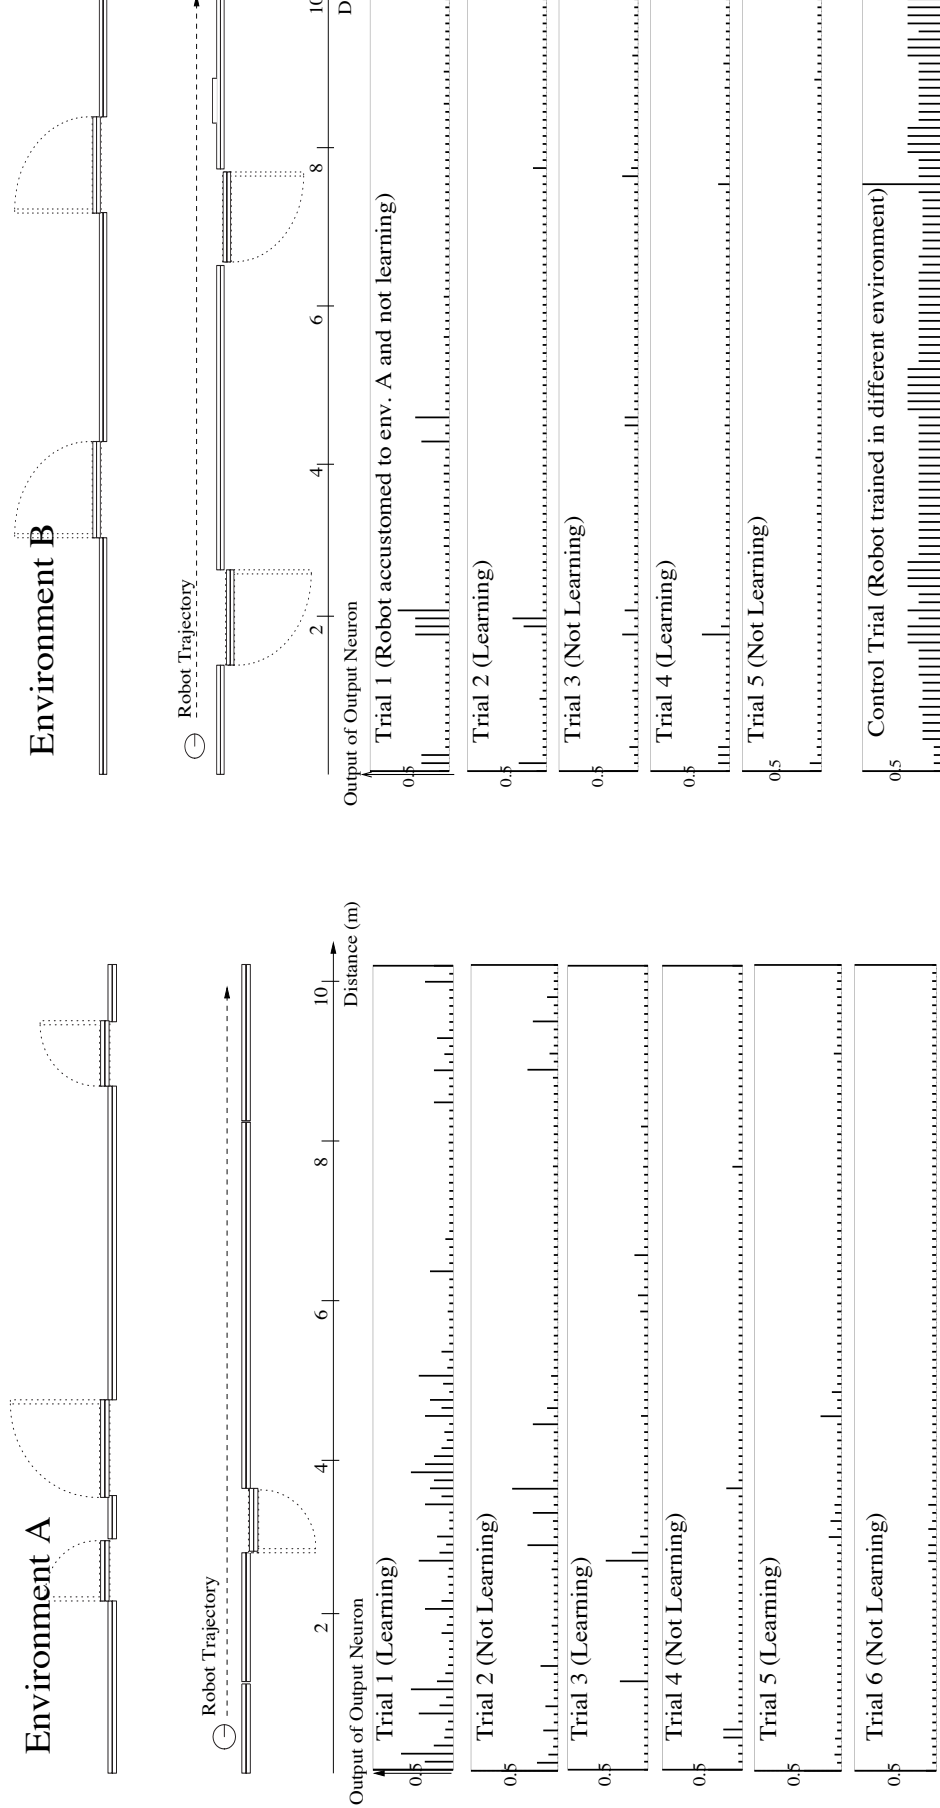 Environment A
Robot Trajectory
2
4
6
8
10
Distance (m)
Output of Output Neuron
0.5
Trial 1 (Learning)
0.5
Trial 2 (Not Learning)
0.5
Trial 3 (Learning)
0.5
Trial 4 (Not Learning)
0.5
Trial 5 (Learning)
0.5
Trial 6 (Not Learning)
Environment B
Robot Trajectory
2
4
6
8
10
D
Output of Output Neuron
0.5
Trial 1 (Robot accustomed to env. A and not learning)
0.5
Trial 2 (Learning)
0.5
Trial 3 (Not Learning)
0.5
Trial 4 (Learning)
0.5
Trial 5 (Not Learning)
0.5
Control Trial (Robot trained in different environment)